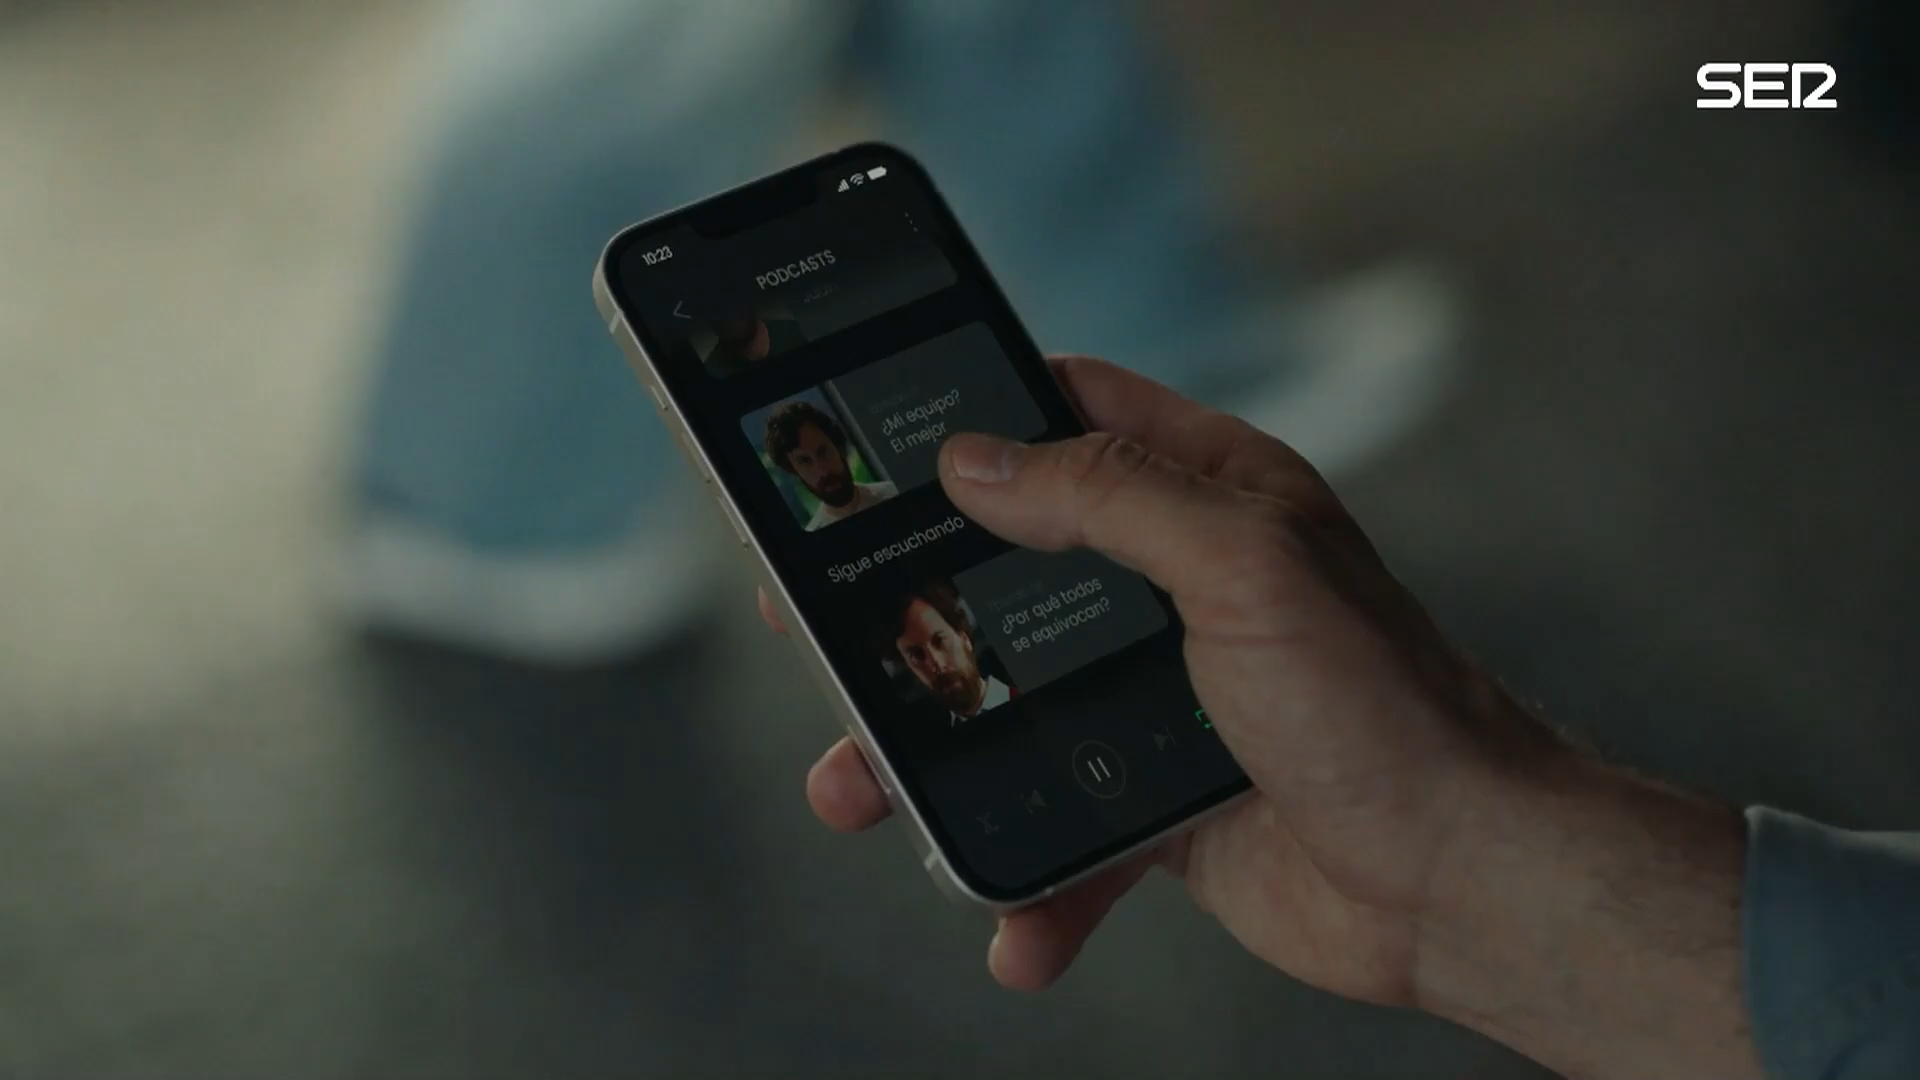 SER
10:23
PODCASTS
¿Mi equipo?
El mejor
Sigue escuchando
¿Por qué todos
se equivocan?